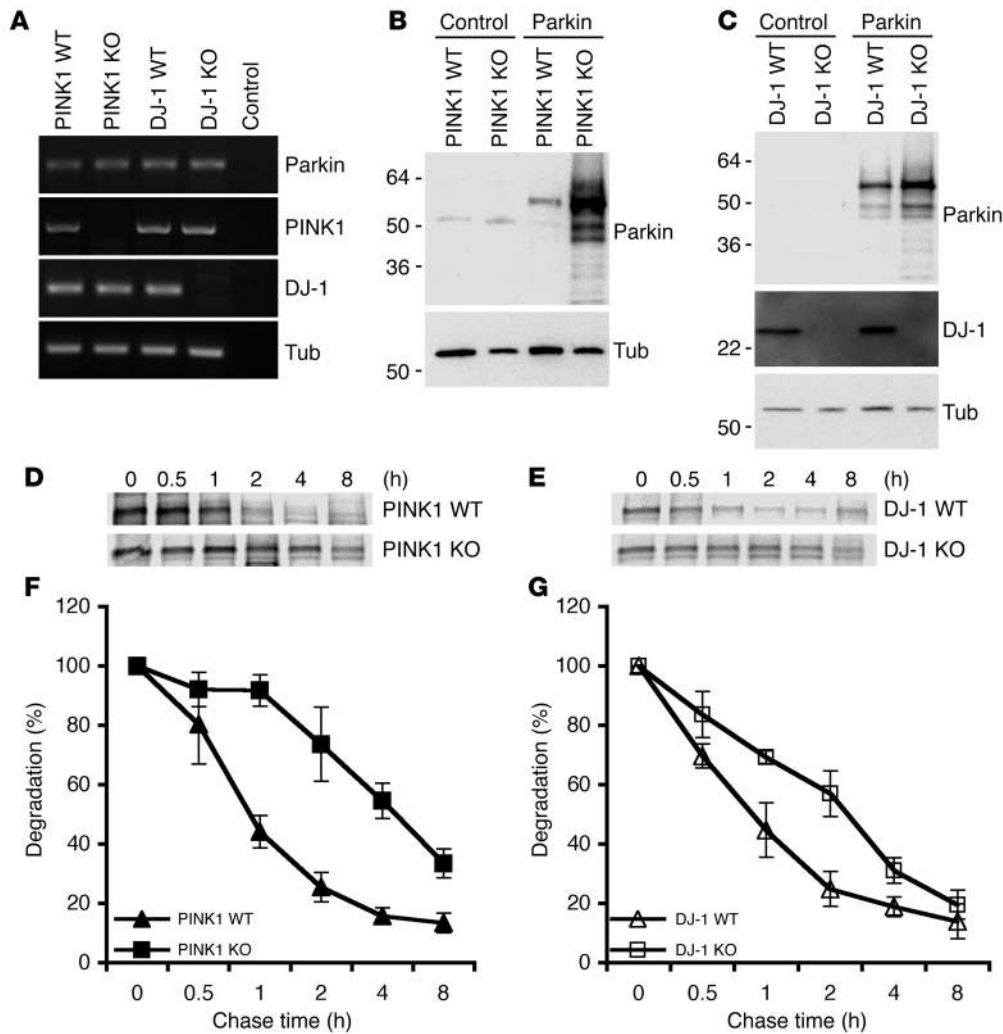 A
PINK1 WT
PINK1 KO
DJ-1 WT
DJ-1 KO
Control
Parkin
PINK1
DJ-1
Tub
B
Control Parkin
PINK1 WT
PINK1 KO
PINK1 WT
PINK1 KO
64 -
50 -
36 -
Parkin
50 -
Tub
C
Control Parkin
DJ-1 WT
DJ-1 KO
DJ-1 WT
DJ-1 KO
64 -
50 -
36 -
Parkin
22 -
DJ-1
50 -
Tub
D
0 0.5 1 2 4 8 (h)
PINK1 WT
PINK1 KO
E
0 0.5 1 2 4 8 (h)
DJ-1 WT
DJ-1 KO
F
Degradation (%)
120
100
80
60
40
20
0
PINK1 WT
PINK1 KO
0 0.5 1 2 4 8
Chase time (h)
G
Degradation (%)
120
100
80
60
40
20
0
DJ-1 WT
DJ-1 KO
0 0.5 1 2 4 8
Chase time (h)